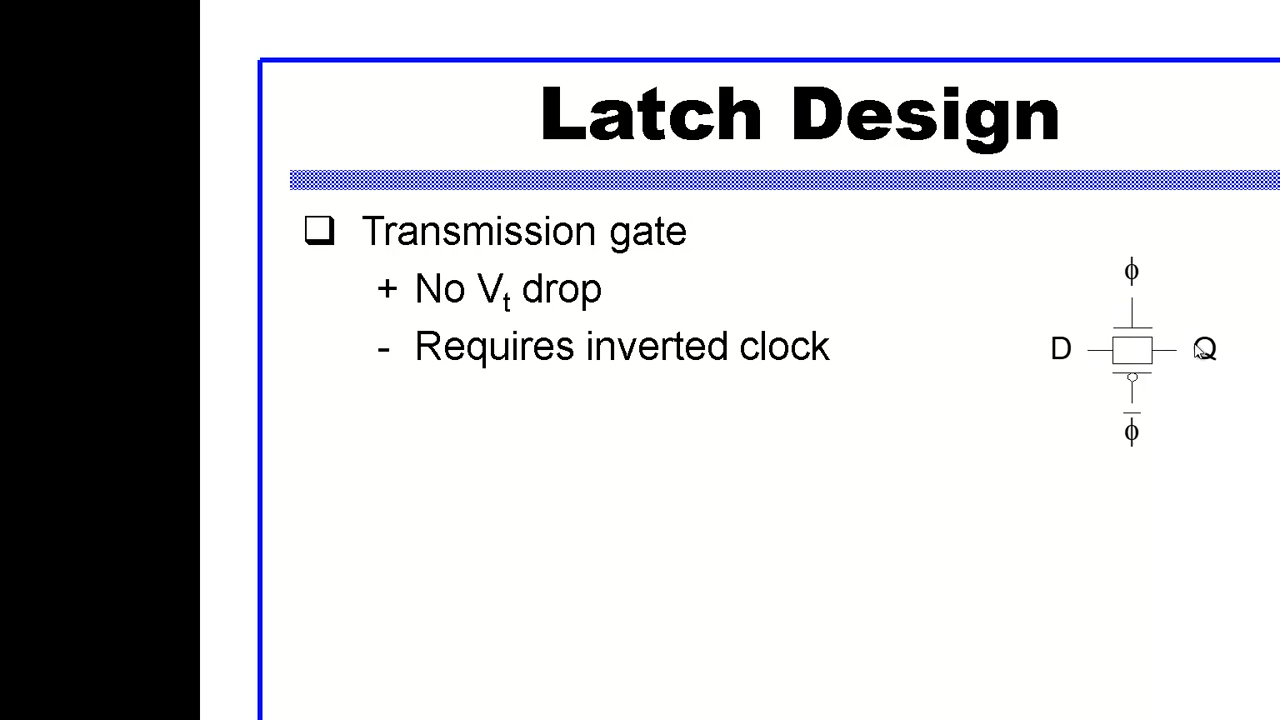 Latch Design
❑ Transmission gate
+ No Vt drop
- Requires inverted clock
ϕ
D Q
ϕ̅